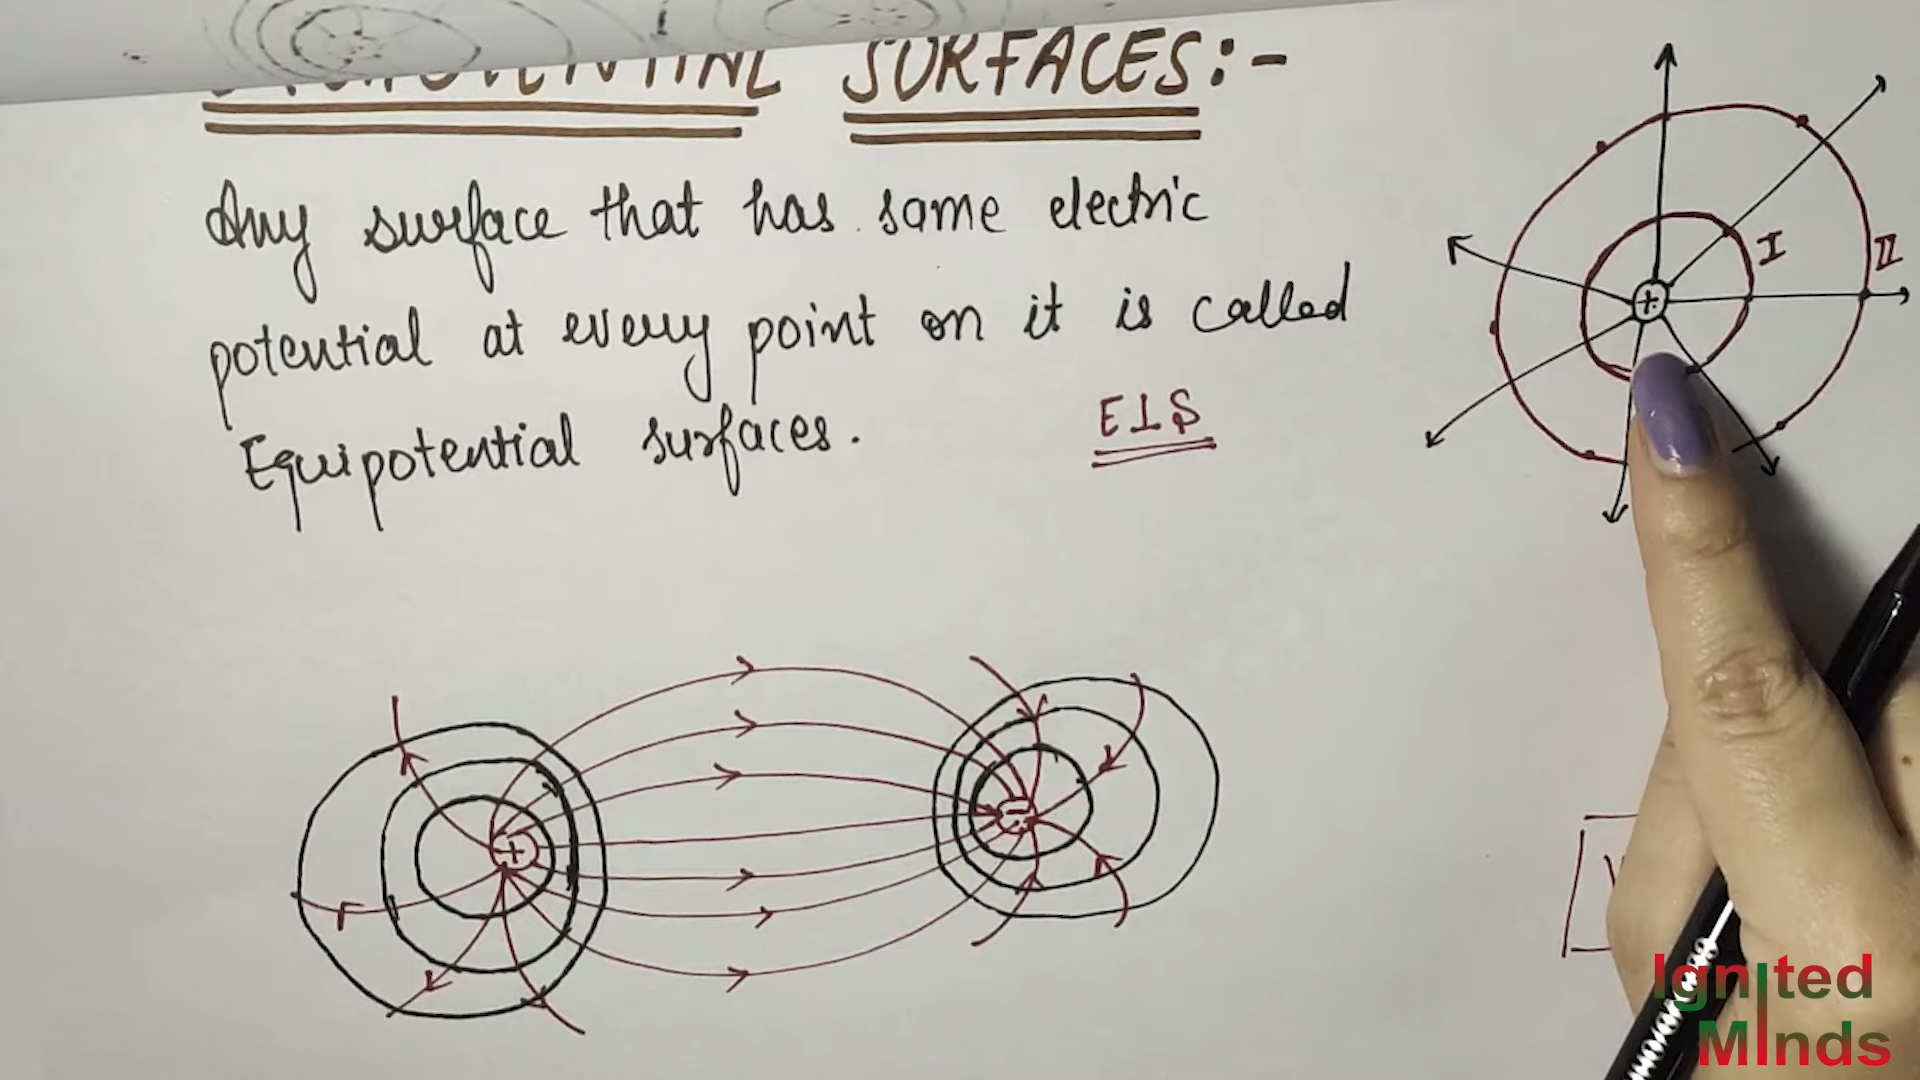 SURFACES:-
Any surface that has same electric
potential at every point on it is called
Equipotential surfaces.
E⊥S
I
II
+
+
-
Ignited
Minds